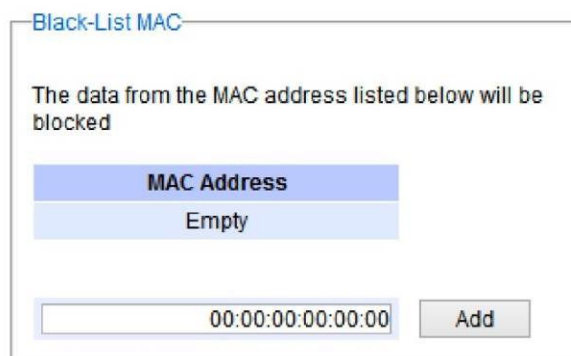 Black-List MAC
The data from the MAC address listed below will be
blocked
MAC Address
Empty
00:00:00:00:00:00
Add